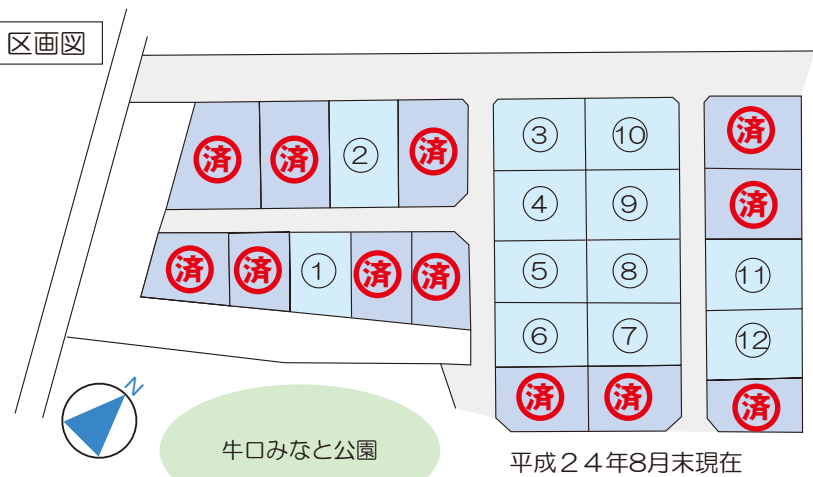 区画図
済 済 ② 済 ③ ⑩ 済
④ ⑨ 済
済 済 ① 済 済 ⑤ ⑧ ⑪
⑥ ⑦ ⑫
済 済 済
N
牛口みなと公園
平成24年8月末現在